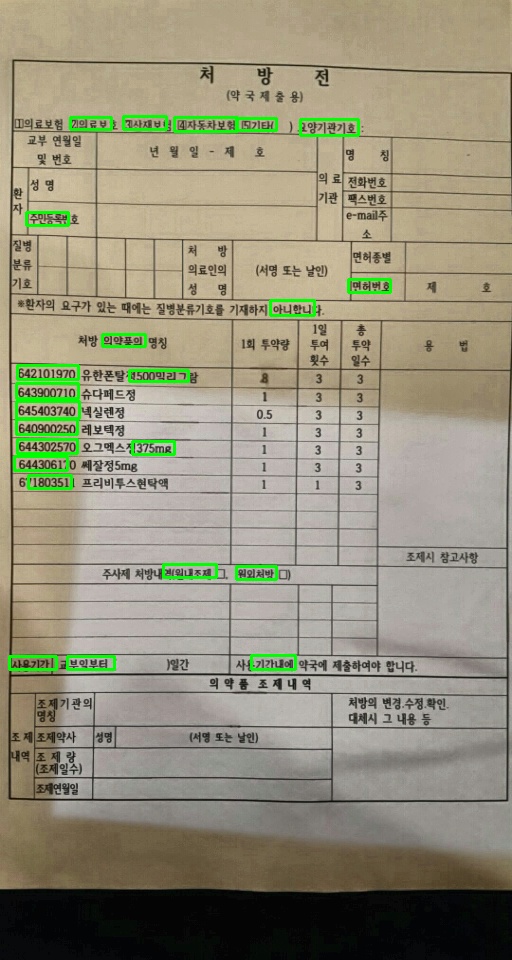 처 방 전
(약국제출용)
①의료보험 ②의료보호 ③산재보험 ④자동차보험 ⑤기타( ) 요양기관기호:
교부 연월일 및 번호
년 월 일 - 제 호
의료기관
명 칭
전화번호
팩스번호
e-mail주소
환자
성 명
주민등록번호
질병분류기호
처 방 의료인의 성 명
(서명 또는 날인)
면허종별
면허번호 제 호
※환자의 요구가 있는 때에는 질병분류기호를 기재하지 아니합니다.
처방 의약품의 명칭 1회 투약량 1일 투여 횟수 총 투약 일수 용 법
642101970 유한폰탈정500밀리그람 3 3
643900710 슈다페드정 1 3 3
645403740 넥실렌정 0.5 3 3
640900250 레보텍정 1 3 3
644302570 오그멕스정375mg 1 3 3
쎄잘정5mg 1 3 3
프리비투스현탁액 1 1 3
조제시 참고사항
주사제 처방내역(원내조제 □, 원외처방 □)
사용기간 교부일부터 ( )일간 사용기간내에 약국에 제출하여야 합니다.
의약품 조제내역
조제내역
조제기관의 명칭
처방의 변경.수정.확인. 대체시 그 내용 등
조제약사 성명 (서명 또는 날인)
조 제 량 (조제일수)
조제연월일